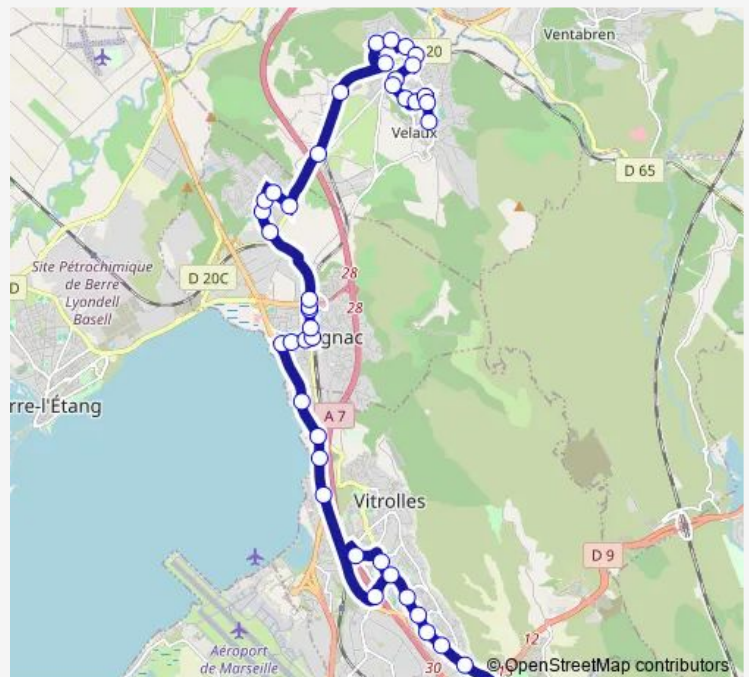 Ventabren
20
Velaux
D 65
Site Pétrochimique
de Berre
Lyondell
Basell
D 20C
D
28
28
gnac
rre-l'Étang
A 7
Vitrolles
D 9
Aéroport
de Marseille
12
30
© OpenStreetMap contributors